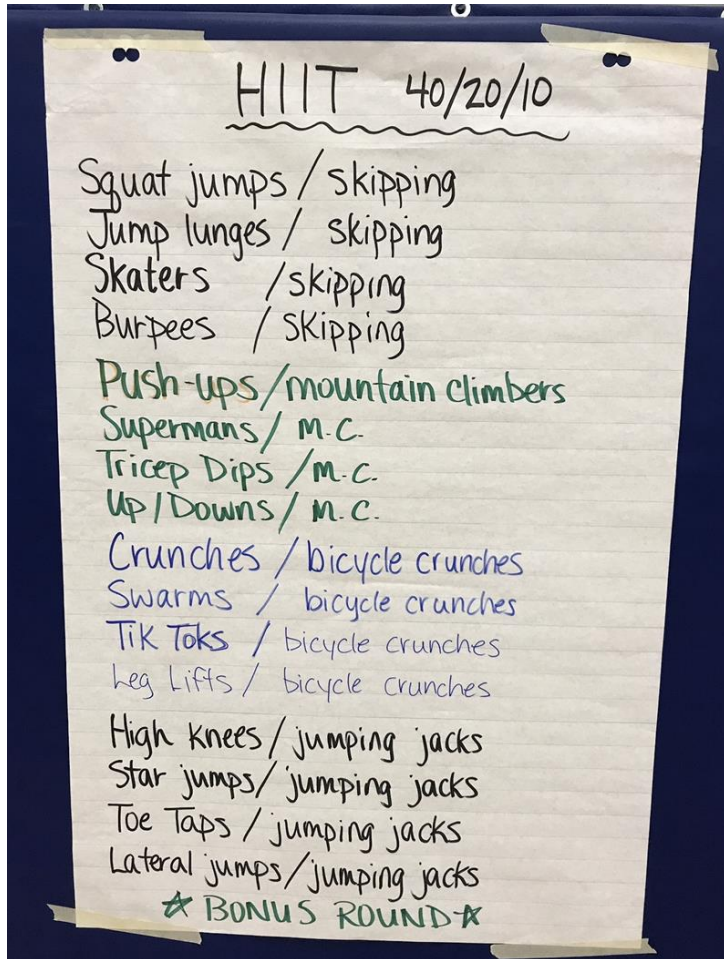 HIIT 40/20/10
Squat jumps / skipping
Jump lunges / skipping
Skaters / skipping
Burpees / skipping
Push-ups/mountain climbers
Supermans/ M.C.
Tricep Dips /M.C.
Up/Downs/ M.C.
Crunches / bicycle crunches
Swarms / bicycle crunches
Tik Toks / bicycle crunches
Leg Lifts / bicycle crunches
High knees/ jumping jacks
Star jumps/ jumping jacks
Toe Taps / jumping jacks
Lateral jumps/jumping jacks
☆ BONUS ROUND ☆